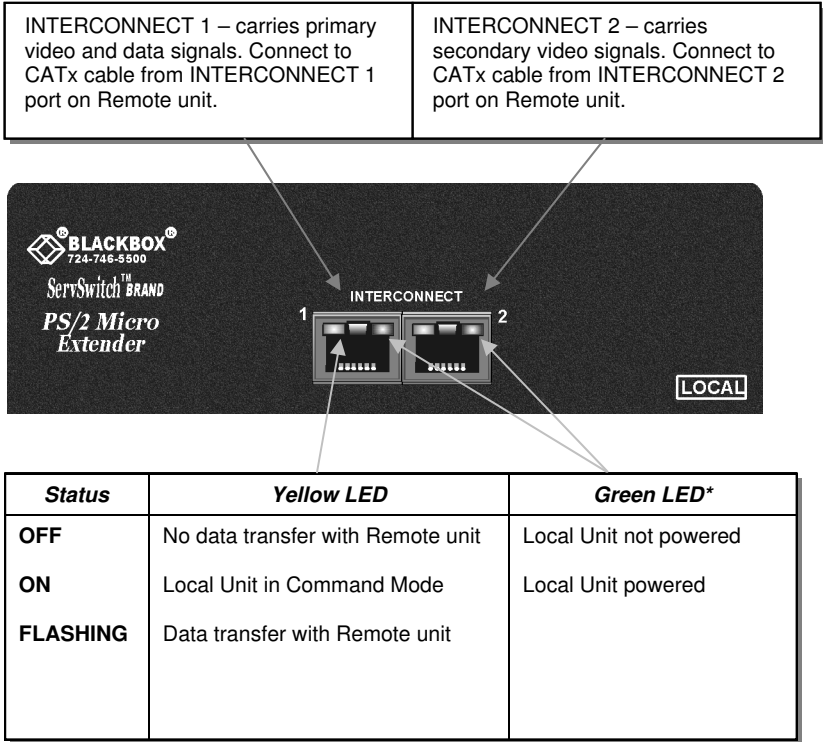 INTERCONNECT 1 – carries primary
video and data signals. Connect to
CATx cable from INTERCONNECT 1
port on Remote unit.
INTERCONNECT 2 – carries
secondary video signals. Connect to
CATx cable from INTERCONNECT 2
port on Remote unit.
® BLACKBOX®
724-746-5500
ServSwitch™ BRAND
PS/2 Micro
Extender
INTERCONNECT
1
2
LOCAL
Status Yellow LED Green LED*
OFF No data transfer with Remote unit Local Unit not powered
ON Local Unit in Command Mode Local Unit powered
FLASHING Data transfer with Remote unit